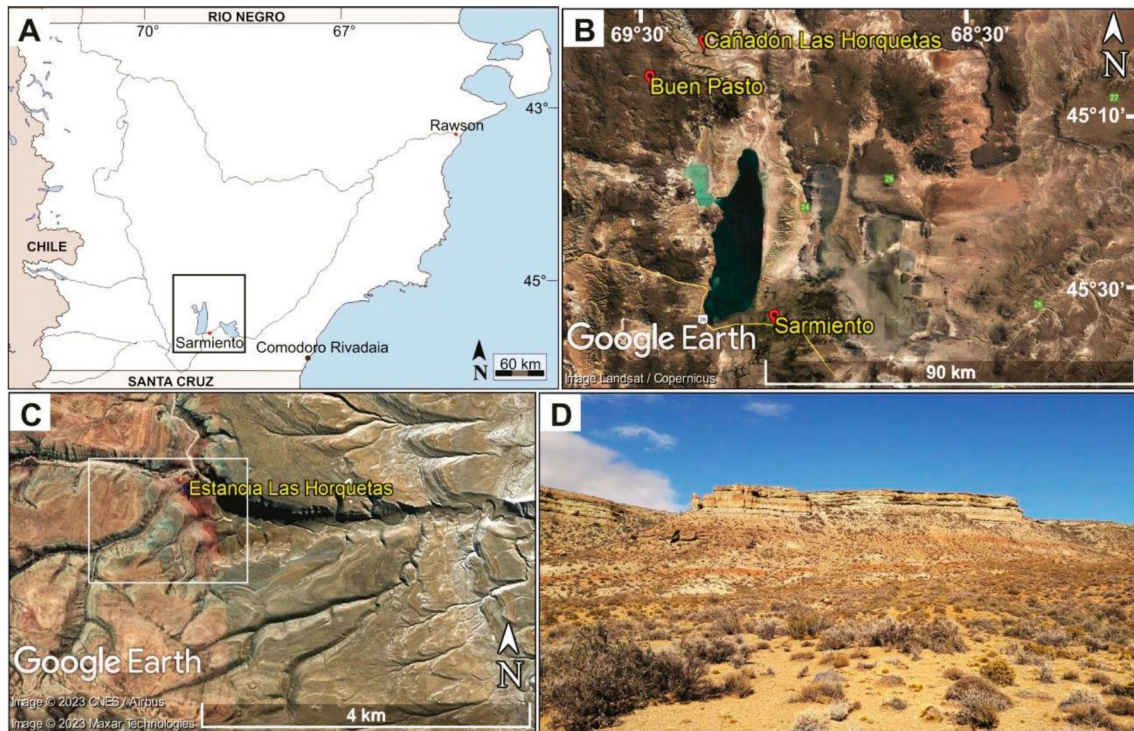 A
RIO NEGRO
70°
67°
43°
Rawson
CHILE
45°
Sarmiento
Comodoro Rivadaia
N
60 km
SANTA CRUZ
B
69°30'
68°30'
Cañadón Las Horquetas
N
Buen Pasto
27
45°10'
26
24
45°30'
26
26
Sarmiento
Google Earth
Image Landsat / Copernicus
90 km
C
Estancia Las Horquetas
N
Google Earth
Image © 2023 CNES / Airbus
4 km
Image © 2023 Maxar Technologies
D